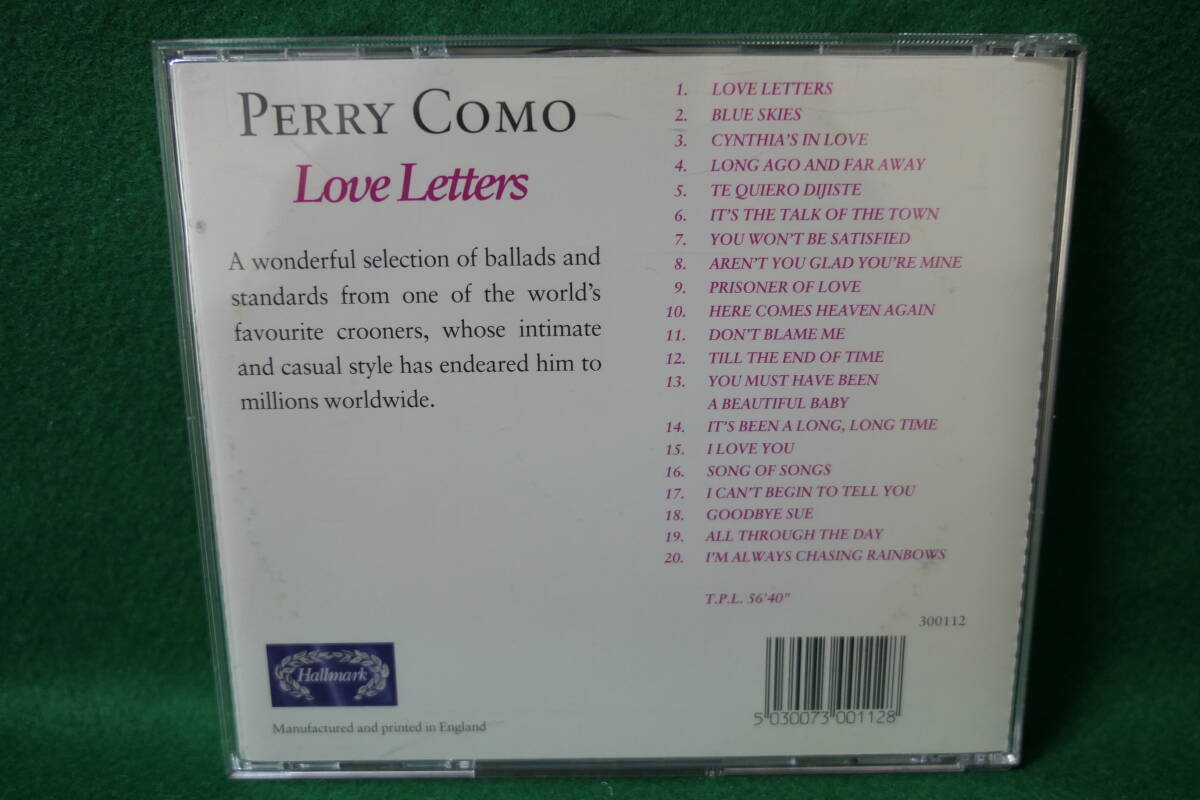 PERRY COMO
Love Letters
A wonderful selection of ballads and
standards from one of the world's
favourite crooners, whose intimate
and casual style has endeared him to
millions worldwide.
1. LOVE LETTERS
2. BLUE SKIES
3. CYNTHIA'S IN LOVE
4. LONG AGO AND FAR AWAY
5. TE QUIERO DIJISTE
6. IT'S THE TALK OF THE TOWN
7. YOU WON'T BE SATISFIED
8. AREN'T YOU GLAD YOU'RE MINE
9. PRISONER OF LOVE
10. HERE COMES HEAVEN AGAIN
11. DON'T BLAME ME
12. TILL THE END OF TIME
13. YOU MUST HAVE BEEN
A BEAUTIFUL BABY
14. IT'S BEEN A LONG, LONG TIME
15. I LOVE YOU
16. SONG OF SONGS
17. I CAN'T BEGIN TO TELL YOU
18. GOODBYE SUE
19. ALL THROUGH THE DAY
20. I'M ALWAYS CHASING RAINBOWS
T.P.L. 56'40"
300112
5 030073 001128
Hallmark
Manufactured and printed in England